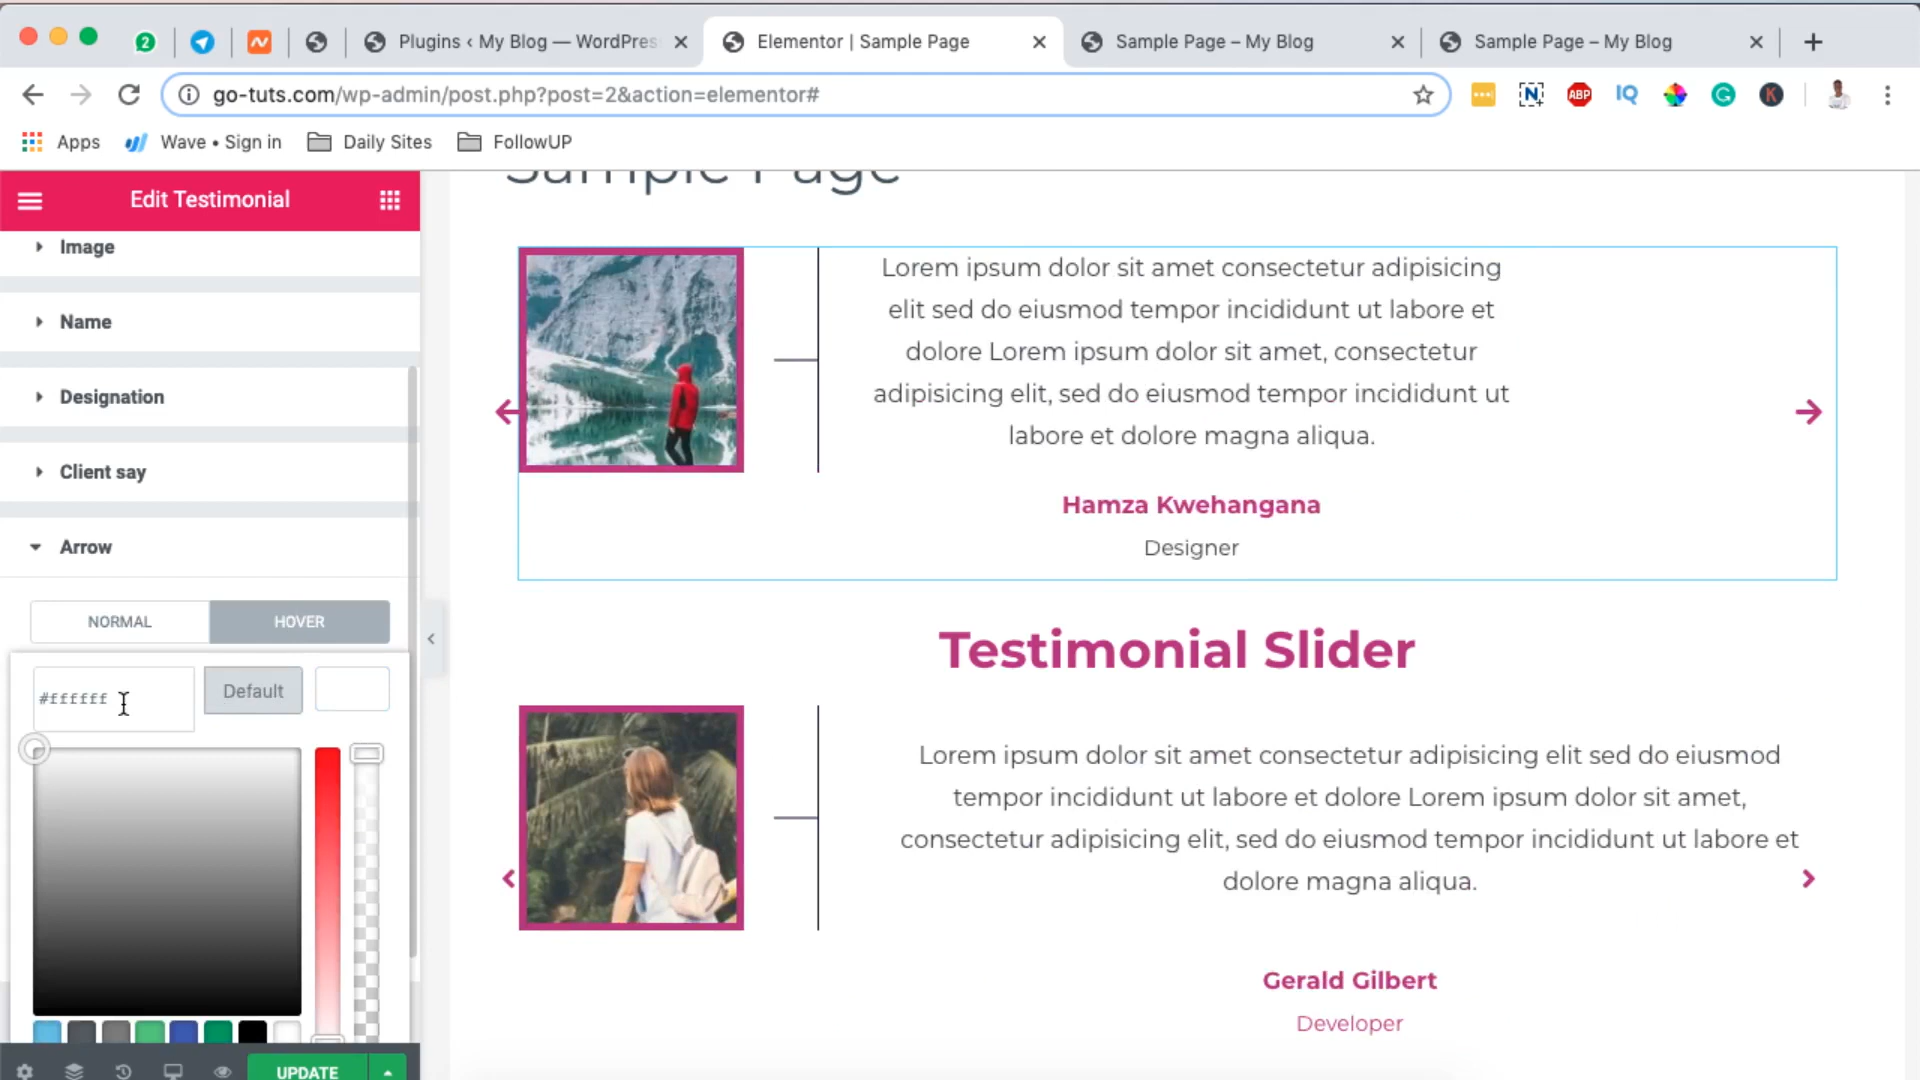 2
Plugins ‹ My Blog — WordPres
Elementor | Sample Page
Sample Page – My Blog
Sample Page – My Blog
go-tuts.com/wp-admin/post.php?post=2&action=elementor#
ABP
IQ
K
Apps
Wave • Sign in
Daily Sites
FollowUP
Edit Testimonial
Sample Page
Image
Name
Designation
Client say
Arrow
NORMAL
HOVER
#ffffff
Default
UPDATE
Lorem ipsum dolor sit amet consectetur adipisicing
elit sed do eiusmod tempor incididunt ut labore et
dolore Lorem ipsum dolor sit amet, consectetur
adipisicing elit, sed do eiusmod tempor incididunt ut
labore et dolore magna aliqua.
Hamza Kwehangana
Designer
Testimonial Slider
Lorem ipsum dolor sit amet consectetur adipisicing elit sed do eiusmod
tempor incididunt ut labore et dolore Lorem ipsum dolor sit amet,
consectetur adipisicing elit, sed do eiusmod tempor incididunt ut labore et
dolore magna aliqua.
Gerald Gilbert
Developer